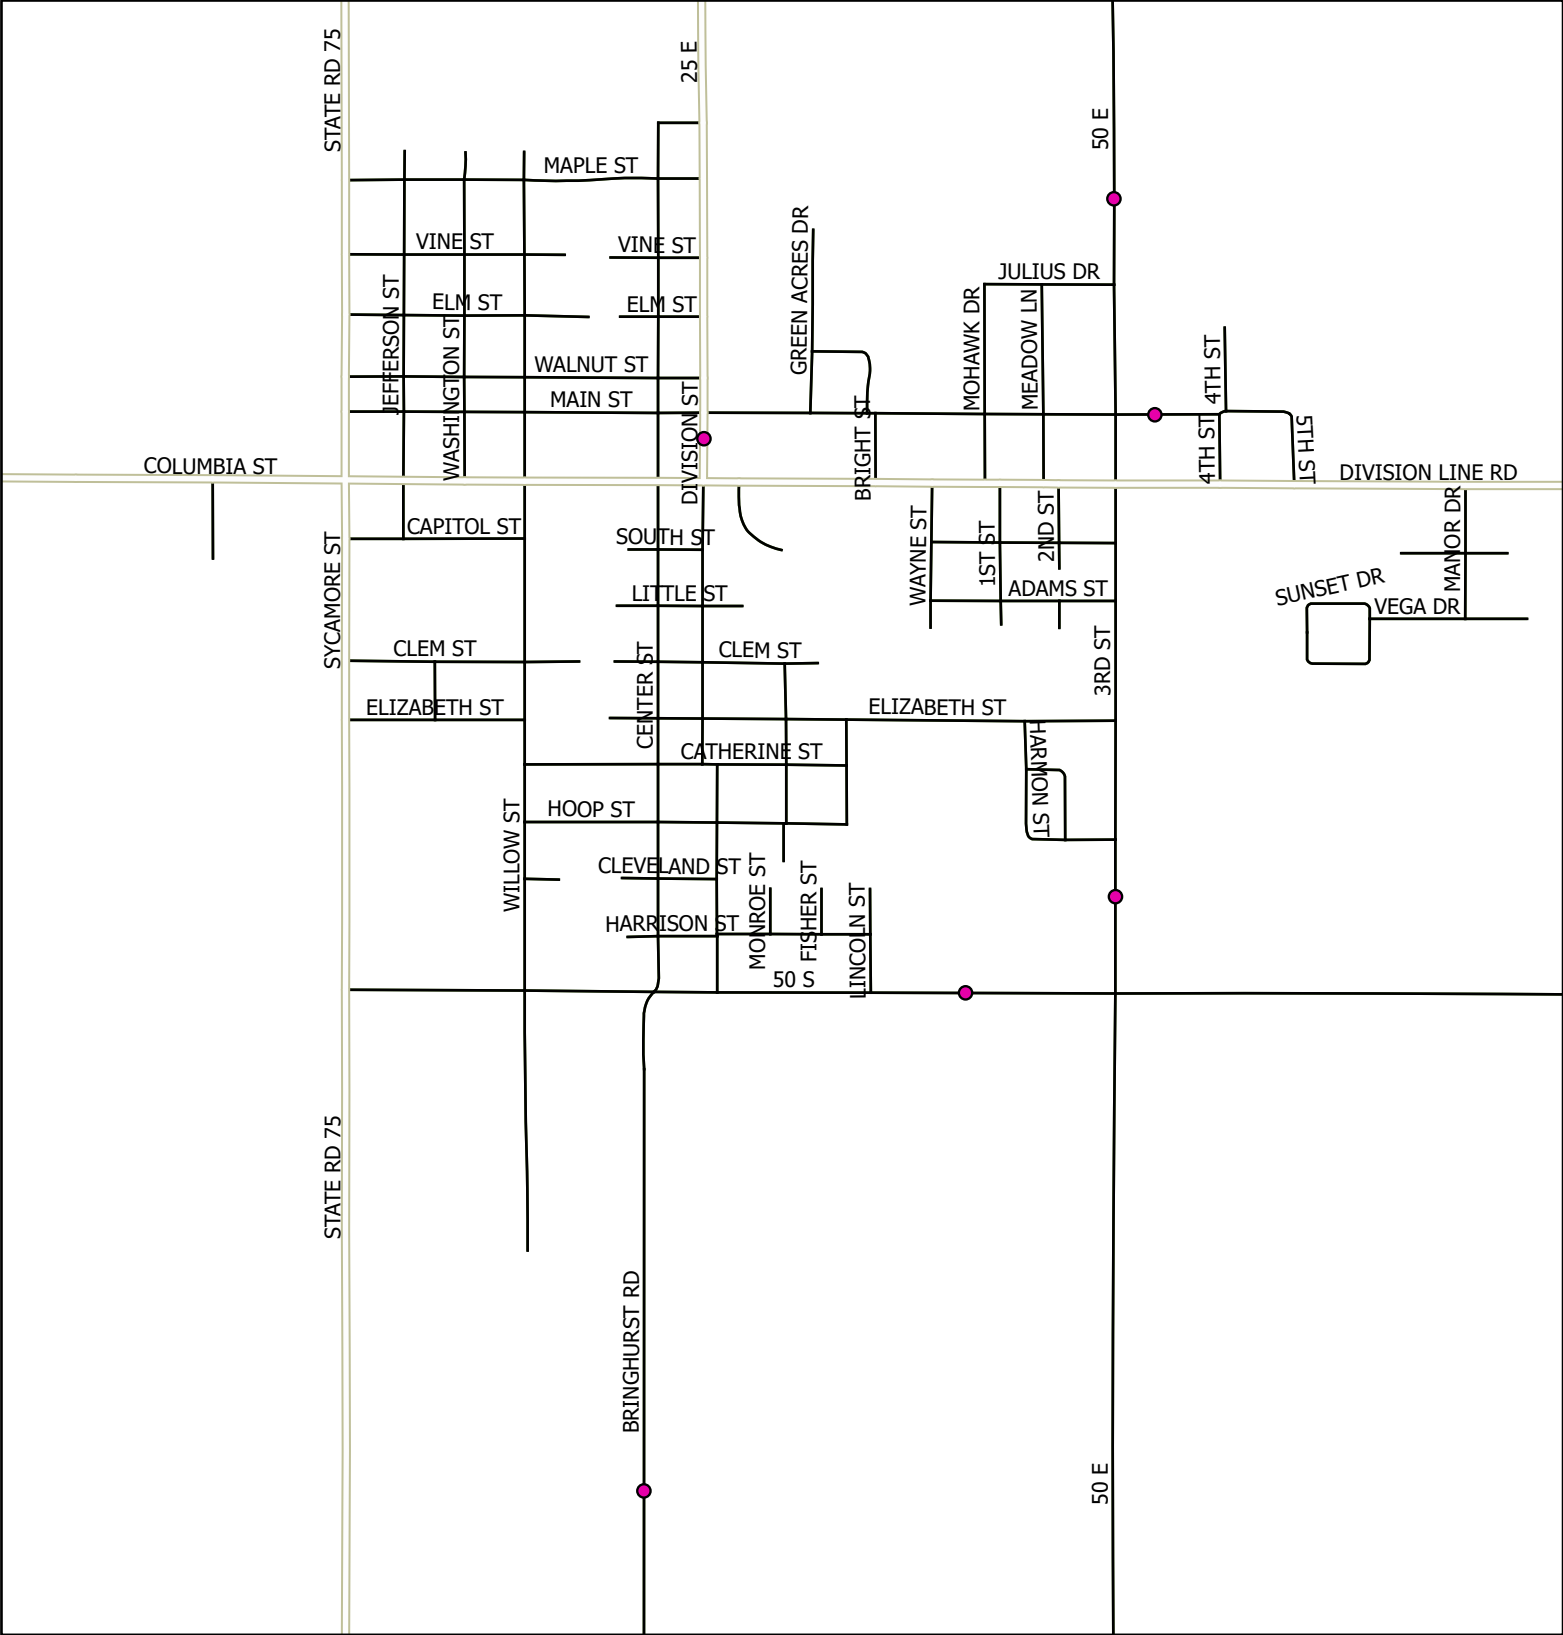 STATE RD 75
25 E
50 E
MAPLE ST
VINE ST
VINE ST
GREEN ACRES DR
JULIUS DR
JEFFERSON ST
ELM ST
ELM ST
WASHINGTON ST
MOHAWK DR
MEADOW LN
4TH ST
WALNUT ST
MAIN ST
DIVISION ST
BRIGHT ST
4TH ST
5TH ST
COLUMBIA ST
DIVISION LINE RD
CAPITOL ST
SOUTH ST
WAYNE ST
1ST ST
2ND ST
MANOR DR
SYCAMORE ST
LITTLE ST
ADAMS ST
SUNSET DR
VEGA DR
CLEM ST
CENTER ST
CLEM ST
3RD ST
ELIZABETH ST
ELIZABETH ST
CATHERINE ST
HARMON ST
WILLOW ST
HOOP ST
CLEVELAND ST
MONROE ST
FISHER ST
LINCOLN ST
HARRISON ST
50 S
STATE RD 75
BRINGHURST RD
50 E